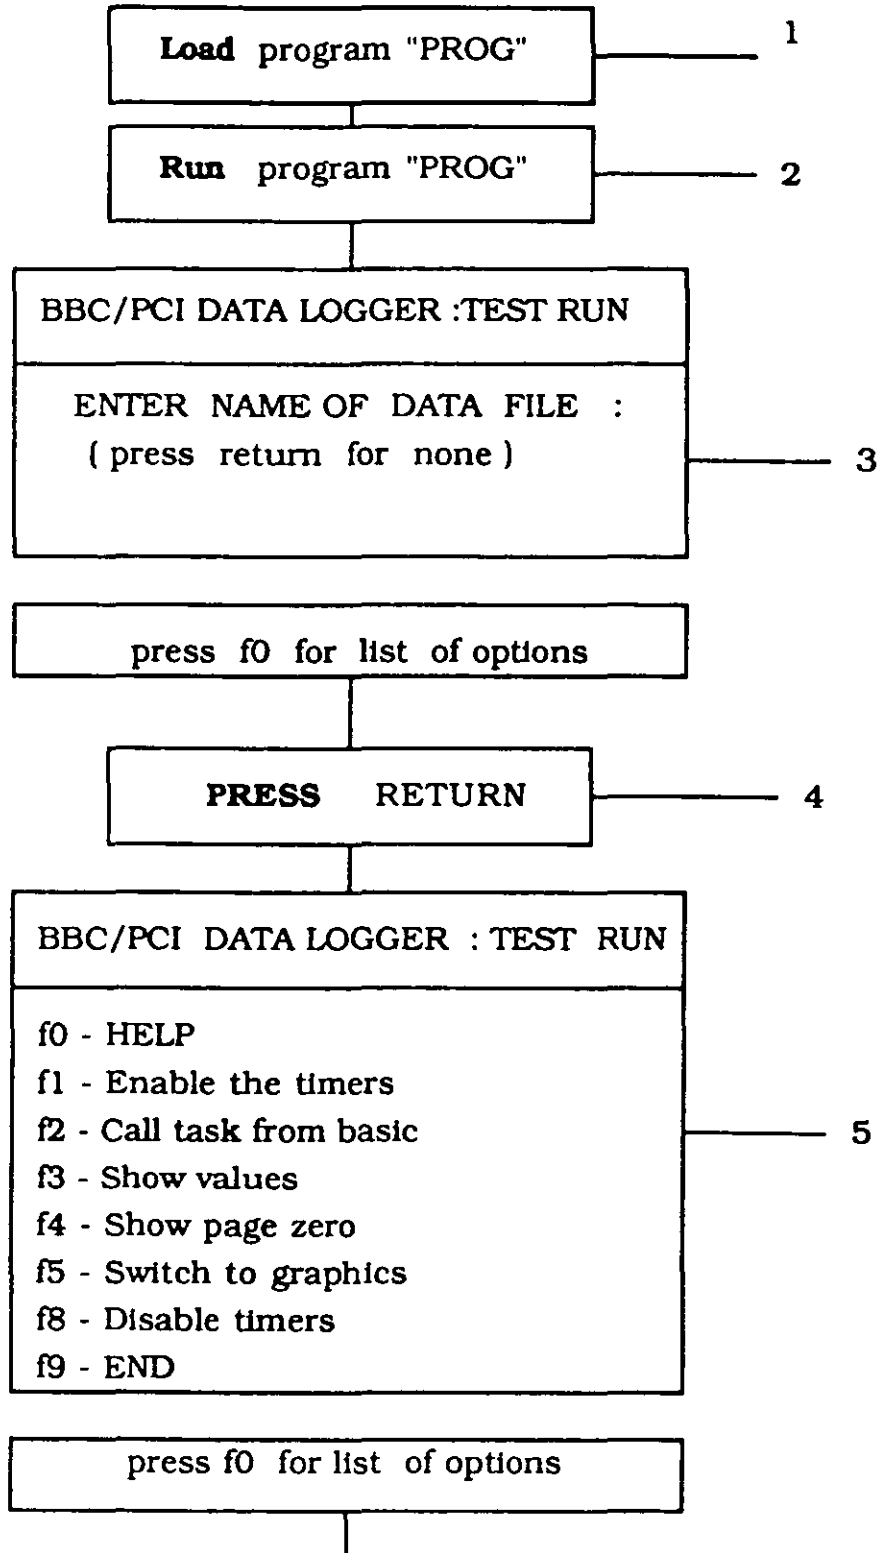 Load program "PROG"
1
Run program "PROG"
2
BBC/PCI DATA LOGGER :TEST RUN
ENTER NAME OF DATA FILE :
( press return for none )
3
press f0 for list of options
PRESS RETURN
4
BBC/PCI DATA LOGGER : TEST RUN
f0 - HELP
f1 - Enable the timers
f2 - Call task from basic
f3 - Show values
f4 - Show page zero
f5 - Switch to graphics
f8 - Disable timers
f9 - END
5
press f0 for list of options